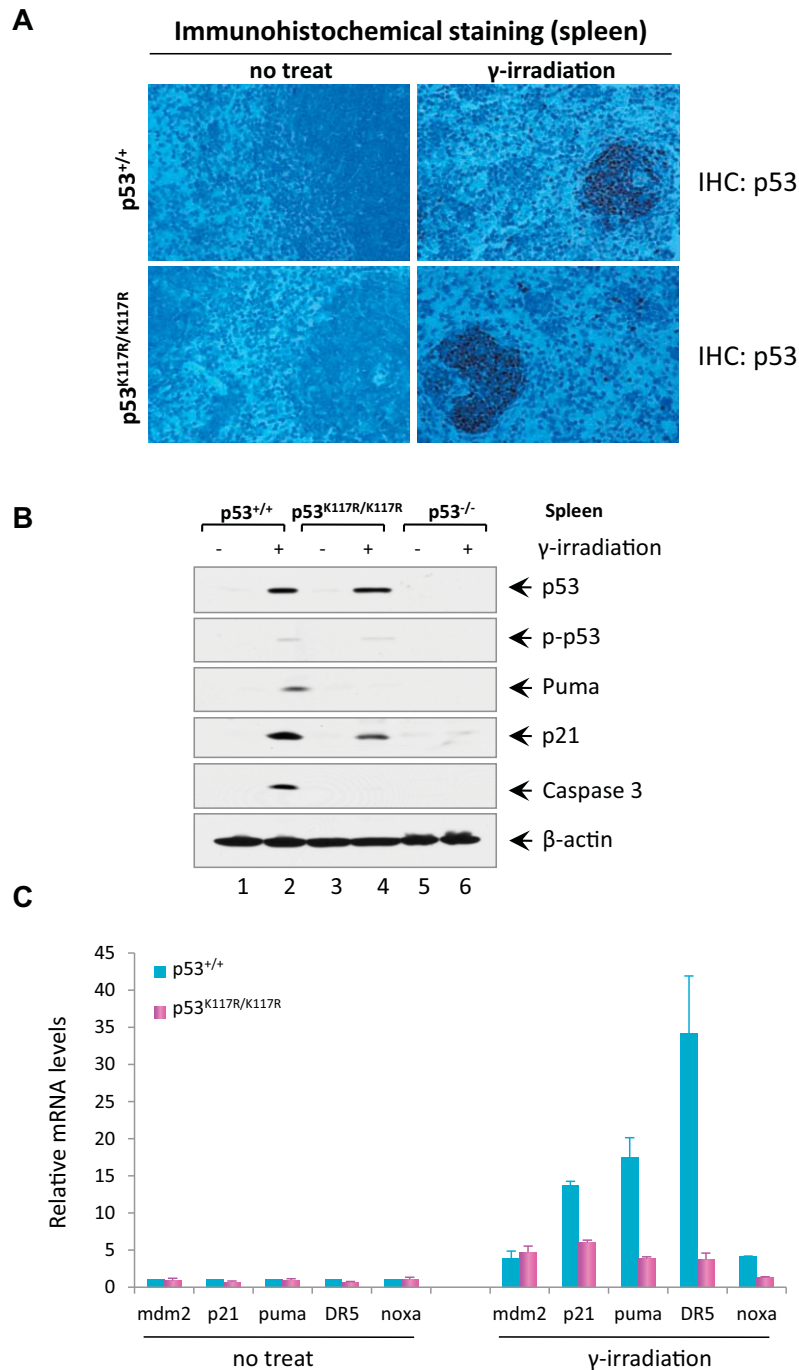 A
Immunohistochemical staining (spleen)
no treat γ-irradiation
p53+/+
IHC: p53
p53K117R/K117R
IHC: p53
B
p53+/+ p53K117R/K117R p53-/- Spleen
- + - + - + γ-irradiation
p53
p-p53
Puma
p21
Caspase 3
β-actin
1 2 3 4 5 6
C
Relative mRNA levels
45
40
35
30
25
20
15
10
5
0
p53+/+
p53K117R/K117R
mdm2 p21 puma DR5 noxa mdm2 p21 puma DR5 noxa
no treat γ-irradiation